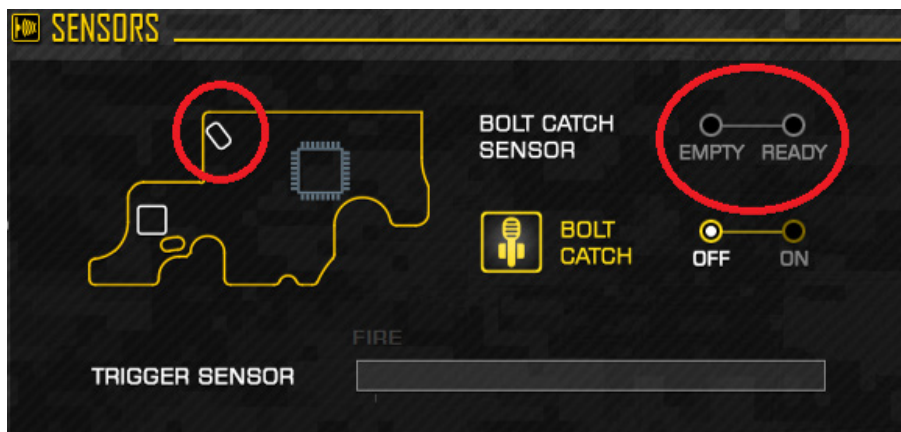 SENSORS
BOLT CATCH
SENSOR
EMPTY READY
BOLT
CATCH
OFF ON
FIRE
TRIGGER SENSOR